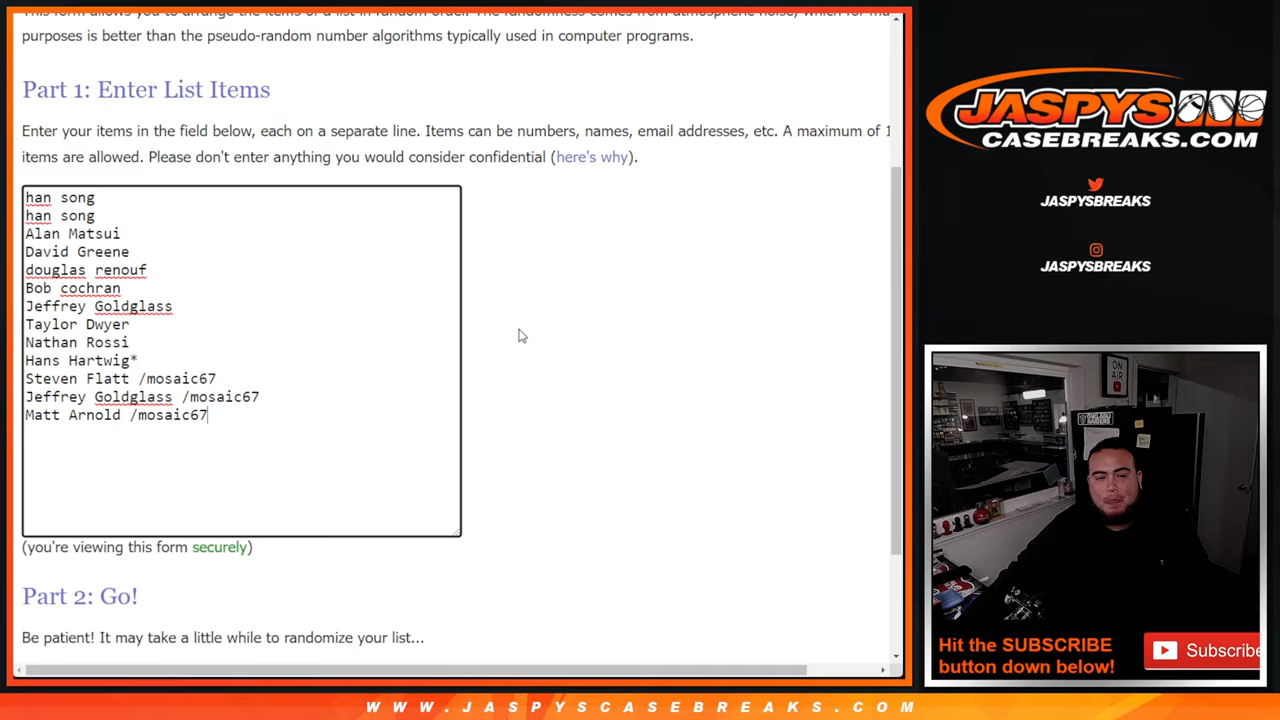 purposes is better than the pseudo-random number algorithms typically used in computer programs.
Part 1: Enter List Items
Enter your items in the field below, each on a separate line. Items can be numbers, names, email addresses, etc. A maximum of 1
items are allowed. Please don't enter anything you would consider confidential (here's why).
han song
han song
Alan Matsui
David Greene
douglas renouf
Bob cochran
Jeffrey Goldglass
Taylor Dwyer
Nathan Rossi
Hans Hartwig*
Steven Flatt /mosaic67
Jeffrey Goldglass /mosaic67
Matt Arnold /mosaic67
(you're viewing this form securely)
Part 2: Go!
Be patient! It may take a little while to randomize your list...
JASPYS
CASEBREAKS.COM
JASPYSBREAKS
JASPYSBREAKS
ON
AIR
Hit the SUBSCRIBE
button down below!
Subscribe
WWW.JASPYSCASEBREAKS.COM